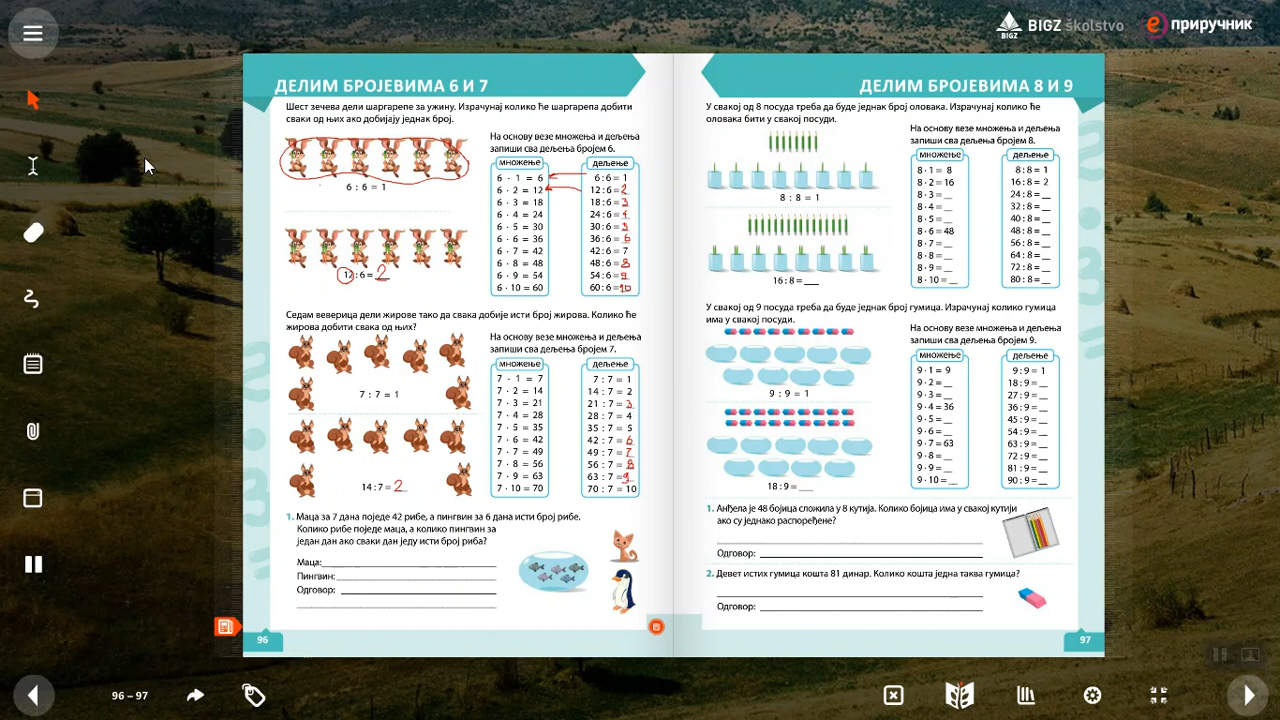 BIGZ školstvo
BIGZ
e приручник
ДЕЛИМ БРОЈЕВИМА 6 И 7
Шест зечева дели шаргарепе за ужину. Израчунај колико ће шаргарепа добити
сваки од њих ако добијају једнак број.
6 : 6 = 1
12 : 6 = 2
На основу везе множења и дељења
запиши сва дељења бројем 6.
множење
6 · 1 = 6
6 · 2 = 12
6 · 3 = 18
6 · 4 = 24
6 · 5 = 30
6 · 6 = 36
6 · 7 = 42
6 · 8 = 48
6 · 9 = 54
6 · 10 = 60
дељење
6 : 6 = 1
12 : 6 = 2
18 : 6 = 3
24 : 6 = 4
30 : 6 = 5
36 : 6 = 6
42 : 6 = 7
48 : 6 = 8
54 : 6 = 9
60 : 6 = 10
Седам веверица дели жирове тако да свака добије исти број жирова. Колико ће
жирова добити свака од њих?
7 : 7 = 1
14 : 7 = 2
На основу везе множења и дељења
запиши сва дељења бројем 7.
множење
7 · 1 = 7
7 · 2 = 14
7 · 3 = 21
7 · 4 = 28
7 · 5 = 35
7 · 6 = 42
7 · 7 = 49
7 · 8 = 56
7 · 9 = 63
7 · 10 = 70
дељење
7 : 7 = 1
14 : 7 = 2
21 : 7 = 3
28 : 7 = 4
35 : 7 = 5
42 : 7 = 6
49 : 7 = 7
56 : 7 = 8
63 : 7 = 9
70 : 7 = 10
1. Маца за 7 дана поједе 42 рибе, а пингвин за 6 дана исти број рибе.
Колико рибе поједе маца, а колико пингвин за
један дан ако сваки дан једу исти број риба?
Маца:
Пингвин:
Одговор:
96
ДЕЛИМ БРОЈЕВИМА 8 И 9
У свакој од 8 посуда треба да буде једнак број оловака. Израчунај колико ће
оловака бити у свакој посуди.
8 : 8 = 1
16 : 8 = __
На основу везе множења и дељења
запиши сва дељења бројем 8.
множење
8 · 1 = 8
8 · 2 = 16
8 · 3 = __
8 · 4 = __
8 · 5 = __
8 · 6 = 48
8 · 7 = __
8 · 8 = __
8 · 9 = __
8 · 10 = __
дељење
8 : 8 = 1
16 : 8 = 2
24 : 8 = __
32 : 8 = __
40 : 8 = __
48 : 8 = __
56 : 8 = __
64 : 8 = __
72 : 8 = __
80 : 8 = __
У свакој од 9 посуда треба да буде једнак број гумица. Израчунај колико гумица
има у свакој посуди.
9 : 9 = 1
18 : 9 = __
На основу везе множења и дељења
запиши сва дељења бројем 9.
множење
9 · 1 = 9
9 · 2 = __
9 · 3 = __
9 · 4 = 36
9 · 5 = __
9 · 6 = __
9 · 7 = 63
9 · 8 = __
9 · 9 = __
9 · 10 = __
дељење
9 : 9 = 1
18 : 9 = __
27 : 9 = __
36 : 9 = __
45 : 9 = __
54 : 9 = __
63 : 9 = __
72 : 9 = __
81 : 9 = __
90 : 9 = __
1. Анђела је 48 бојица сложила у 8 кутија. Колико бојица има у свакој кутији
ако су једнако распоређене?
Одговор:
2. Девет истих гумица кошта 81 динар. Колико кошта једна таква гумица?
Одговор:
97
96 – 97